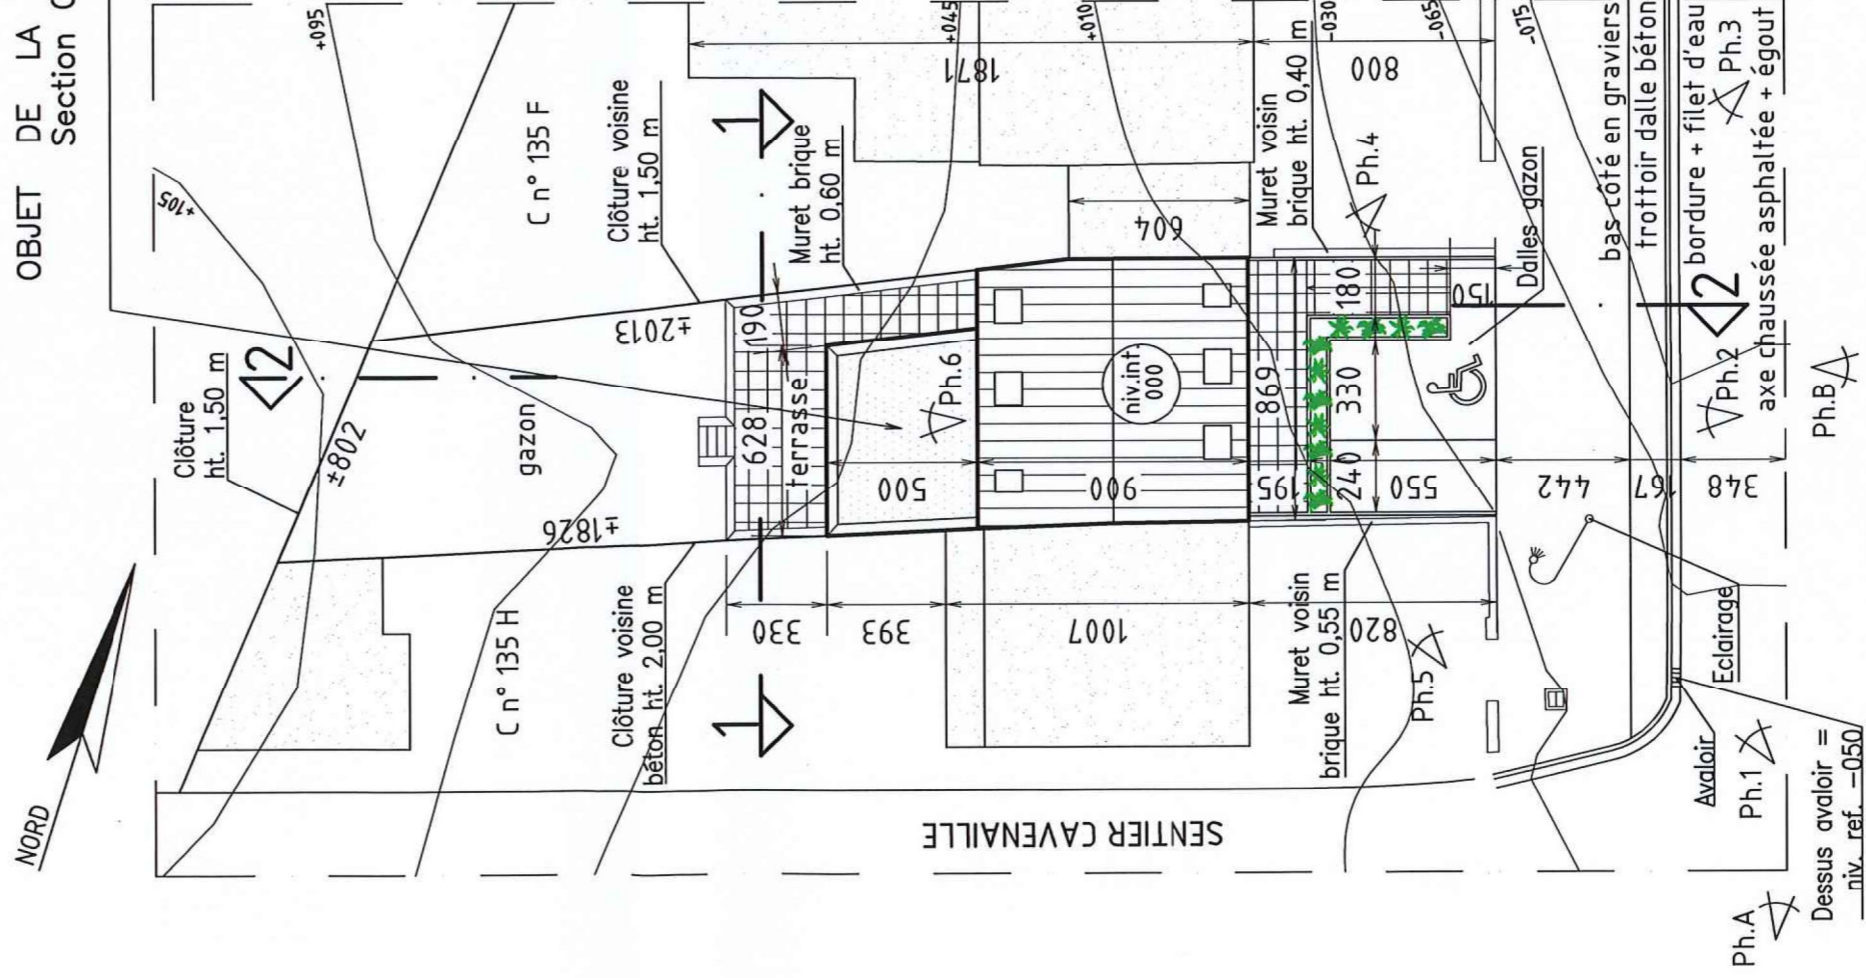 OBJET DE LA
Section C
+095
+045
+010
-030
-065
-075
+105
1871
800
C n° 135 F
Clôture voisine
ht. 1,50 m
1
Muret brique
ht. 0,60 m
Muret voisin
brique ht. 0,40 m
Ph.4
604
Dalles gazon
bas côté en graviers
trottoir dalle béton
bordure + filet d'eau
Ph.3
axe chaussée asphaltée + égout
Clôture
ht. 1,50 m
2
±802
gazon
±2013
±1826
190
628
terrasse
Ph.6
500
niv.int.
000
900
869
195
180
150
330
240
550
442
167
348
2
Ph.2
Ph.B
NORD
C n° 135 H
Clôture voisine
béton ht. 2,00 m
330
393
1007
820
Muret voisin
brique ht. 0,55 m
Ph.5
1
Eclairage
Avaloir
Ph.1
SENTIER CAVENAILLE
Ph.A
Dessus avaloir =
niv. ref. -050